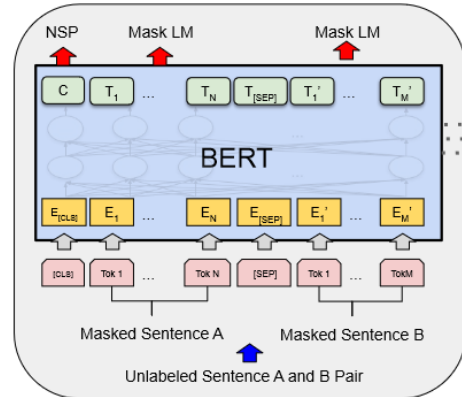 NSP Mask LM Mask LM
C T1 ... TN T[SEP] T1' ... TM'
BERT
E[CLS] E1 ... EN E[SEP] E1' ... EM'
[CLS] Tok 1 ... Tok N [SEP] Tok 1 ... TokM
Masked Sentence A Masked Sentence B
Unlabeled Sentence A and B Pair